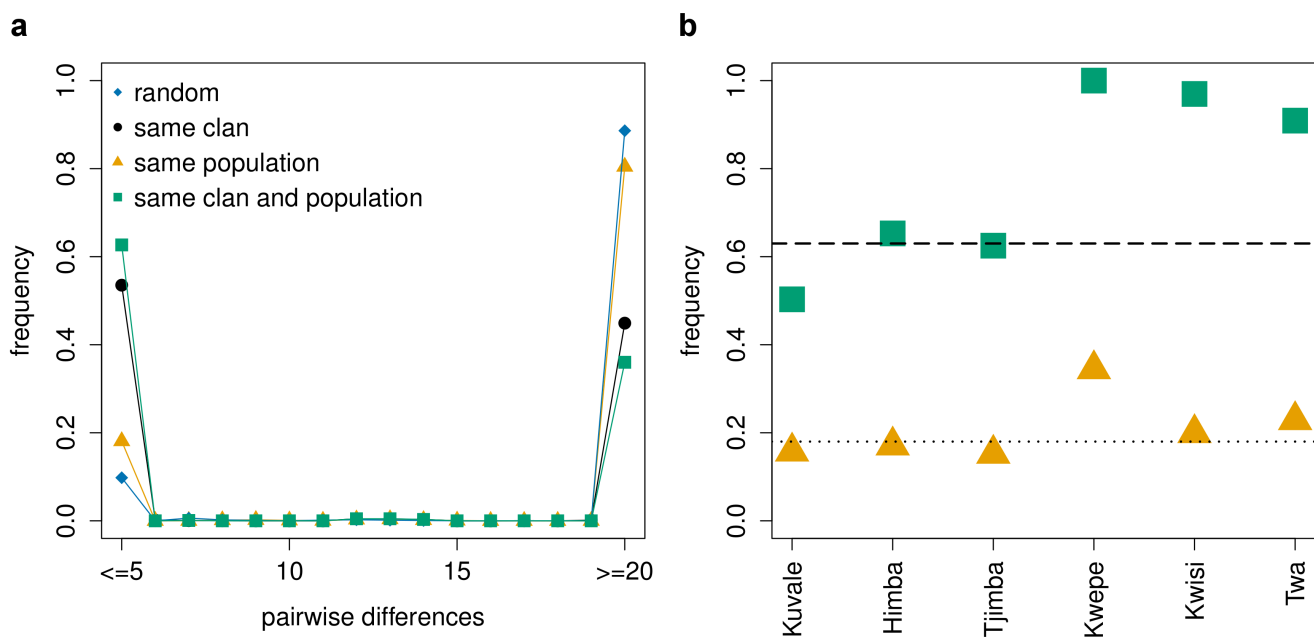 a
frequency
1.0
0.8
0.6
0.4
0.2
0.0
random
same clan
same population
same clan and population
<=5
10
15
>=20
pairwise differences
b
frequency
1.0
0.8
0.6
0.4
0.2
0.0
Kuvale
Himba
Tjimba
Kwepe
Kwisi
Twa